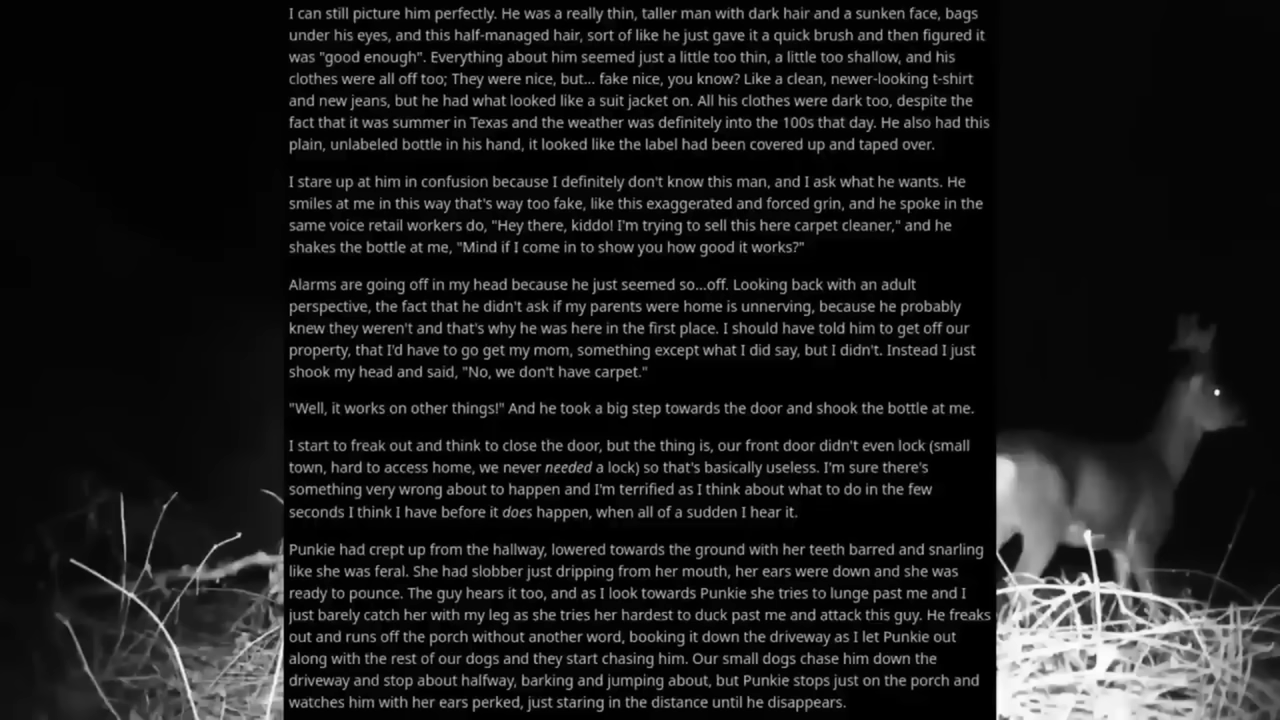 I can still picture him perfectly. He was a really thin, taller man with dark hair and a sunken face, bags
under his eyes, and this half-managed hair, sort of like he just gave it a quick brush and then figured it
was "good enough". Everything about him seemed just a little too thin, a little too shallow, and his
clothes were all off too; They were nice, but... fake nice, you know? Like a clean, newer-looking t-shirt
and new jeans, but he had what looked like a suit jacket on. All his clothes were dark too, despite the
fact that it was summer in Texas and the weather was definitely into the 100s that day. He also had this
plain, unlabeled bottle in his hand, it looked like the label had been covered up and taped over.
I stare up at him in confusion because I definitely don't know this man, and I ask what he wants. He
smiles at me in this way that's way too fake, like this exaggerated and forced grin, and he spoke in the
same voice retail workers do, "Hey there, kiddo! I'm trying to sell this here carpet cleaner," and he
shakes the bottle at me, "Mind if I come in to show you how good it works?"
Alarms are going off in my head because he just seemed so...off. Looking back with an adult
perspective, the fact that he didn't ask if my parents were home is unnerving, because he probably
knew they weren't and that's why he was here in the first place. I should have told him to get off our
property, that I'd have to go get my mom, something except what I did say, but I didn't. Instead I just
shook my head and said, "No, we don't have carpet."
"Well, it works on other things!" And he took a big step towards the door and shook the bottle at me.
I start to freak out and think to close the door, but the thing is, our front door didn't even lock (small
town, hard to access home, we never needed a lock) so that's basically useless. I'm sure there's
something very wrong about to happen and I'm terrified as I think about what to do in the few
seconds I think I have before it does happen, when all of a sudden I hear it.
Punkie had crept up from the hallway, lowered towards the ground with her teeth barred and snarling
like she was feral. She had slobber just dripping from her mouth, her ears were down and she was
ready to pounce. The guy hears it too, and as I look towards Punkie she tries to lunge past me and I
just barely catch her with my leg as she tries her hardest to duck past me and attack this guy. He freaks
out and runs off the porch without another word, booking it down the driveway as I let Punkie out
along with the rest of our dogs and they start chasing him. Our small dogs chase him down the
driveway and stop about halfway, barking and jumping about, but Punkie stops just on the porch and
watches him with her ears perked, just staring in the distance until he disappears.